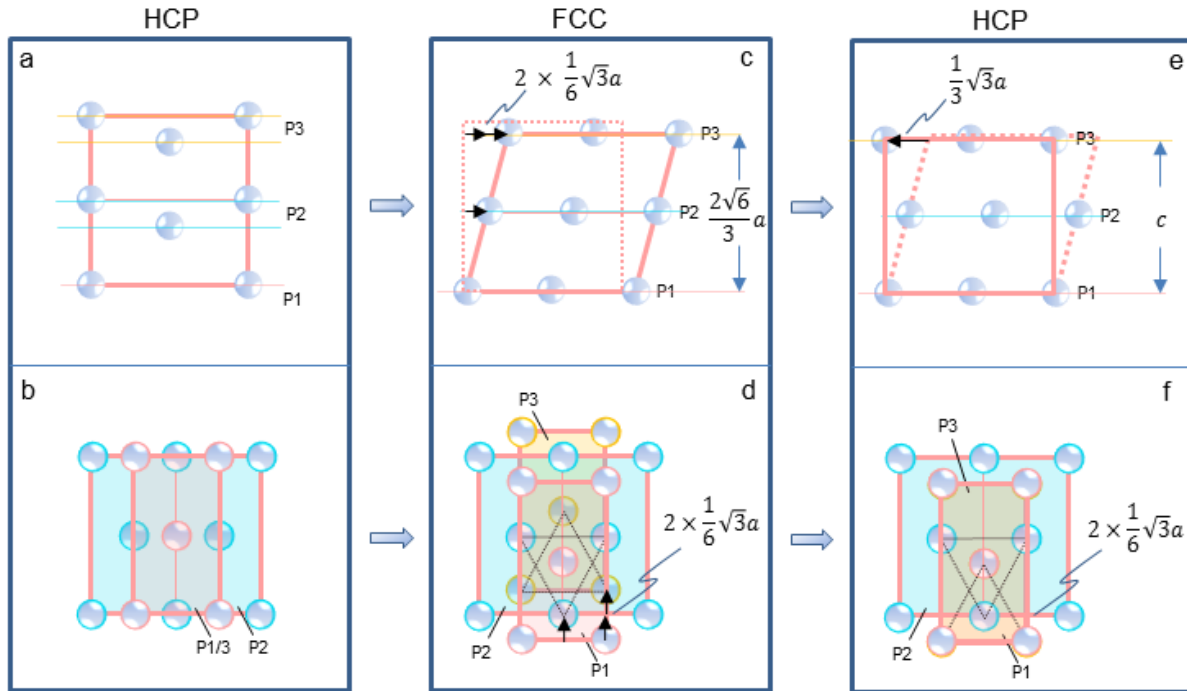 HCP
FCC
HCP
a
P3
P2
P1
c
2 × 1/6 √3a
P3
P2
P1
2√6/3 a
e
1/3 √3a
P3
P2
P1
c
b
P1/3
P2
d
P3
2 × 1/6 √3a
P2
P1
f
P3
2 × 1/6 √3a
P2
P1